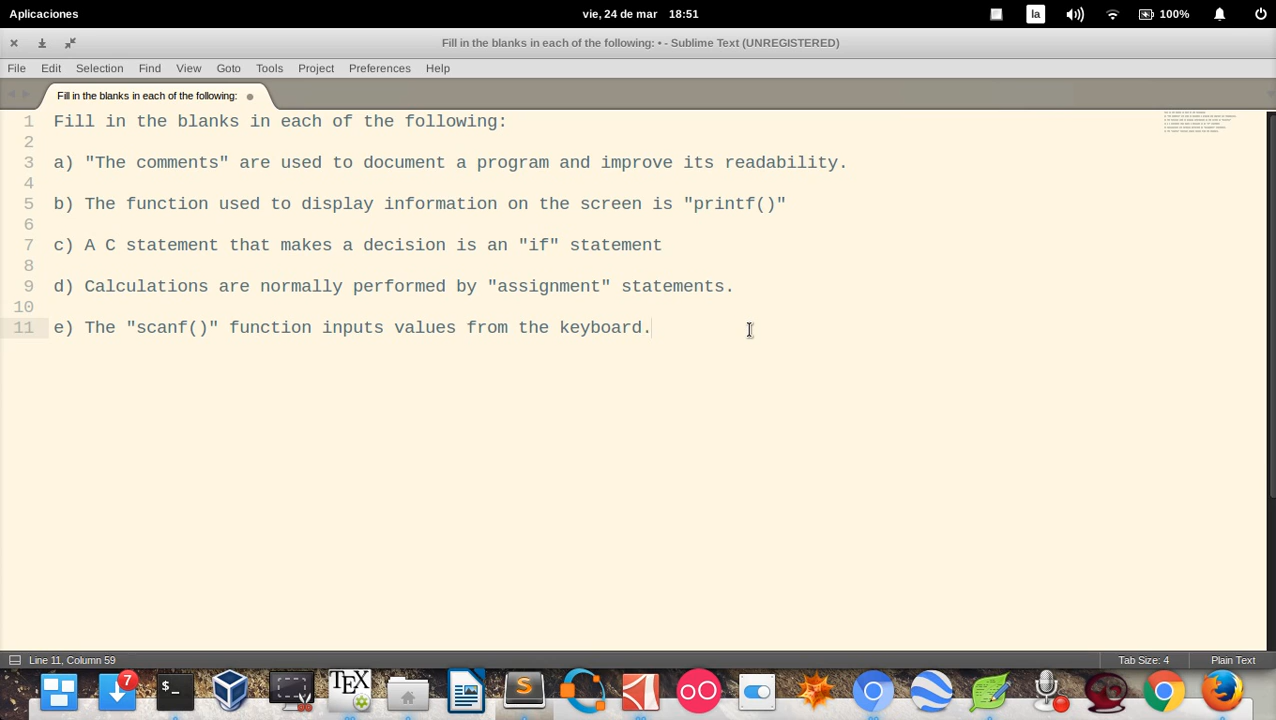 Aplicaciones vie, 24 de mar 18:51 la 100%
Fill in the blanks in each of the following: • - Sublime Text (UNREGISTERED)
File Edit Selection Find View Goto Tools Project Preferences Help
Fill in the blanks in each of the following:
1 Fill in the blanks in each of the following:
2
3 a) "The comments" are used to document a program and improve its readability.
4
5 b) The function used to display information on the screen is "printf()"
6
7 c) A C statement that makes a decision is an "if" statement
8
9 d) Calculations are normally performed by "assignment" statements.
10
11 e) The "scanf()" function inputs values from the keyboard.
Line 11, Column 59 Tab Size: 4 Plain Text
7 >_ TEX S